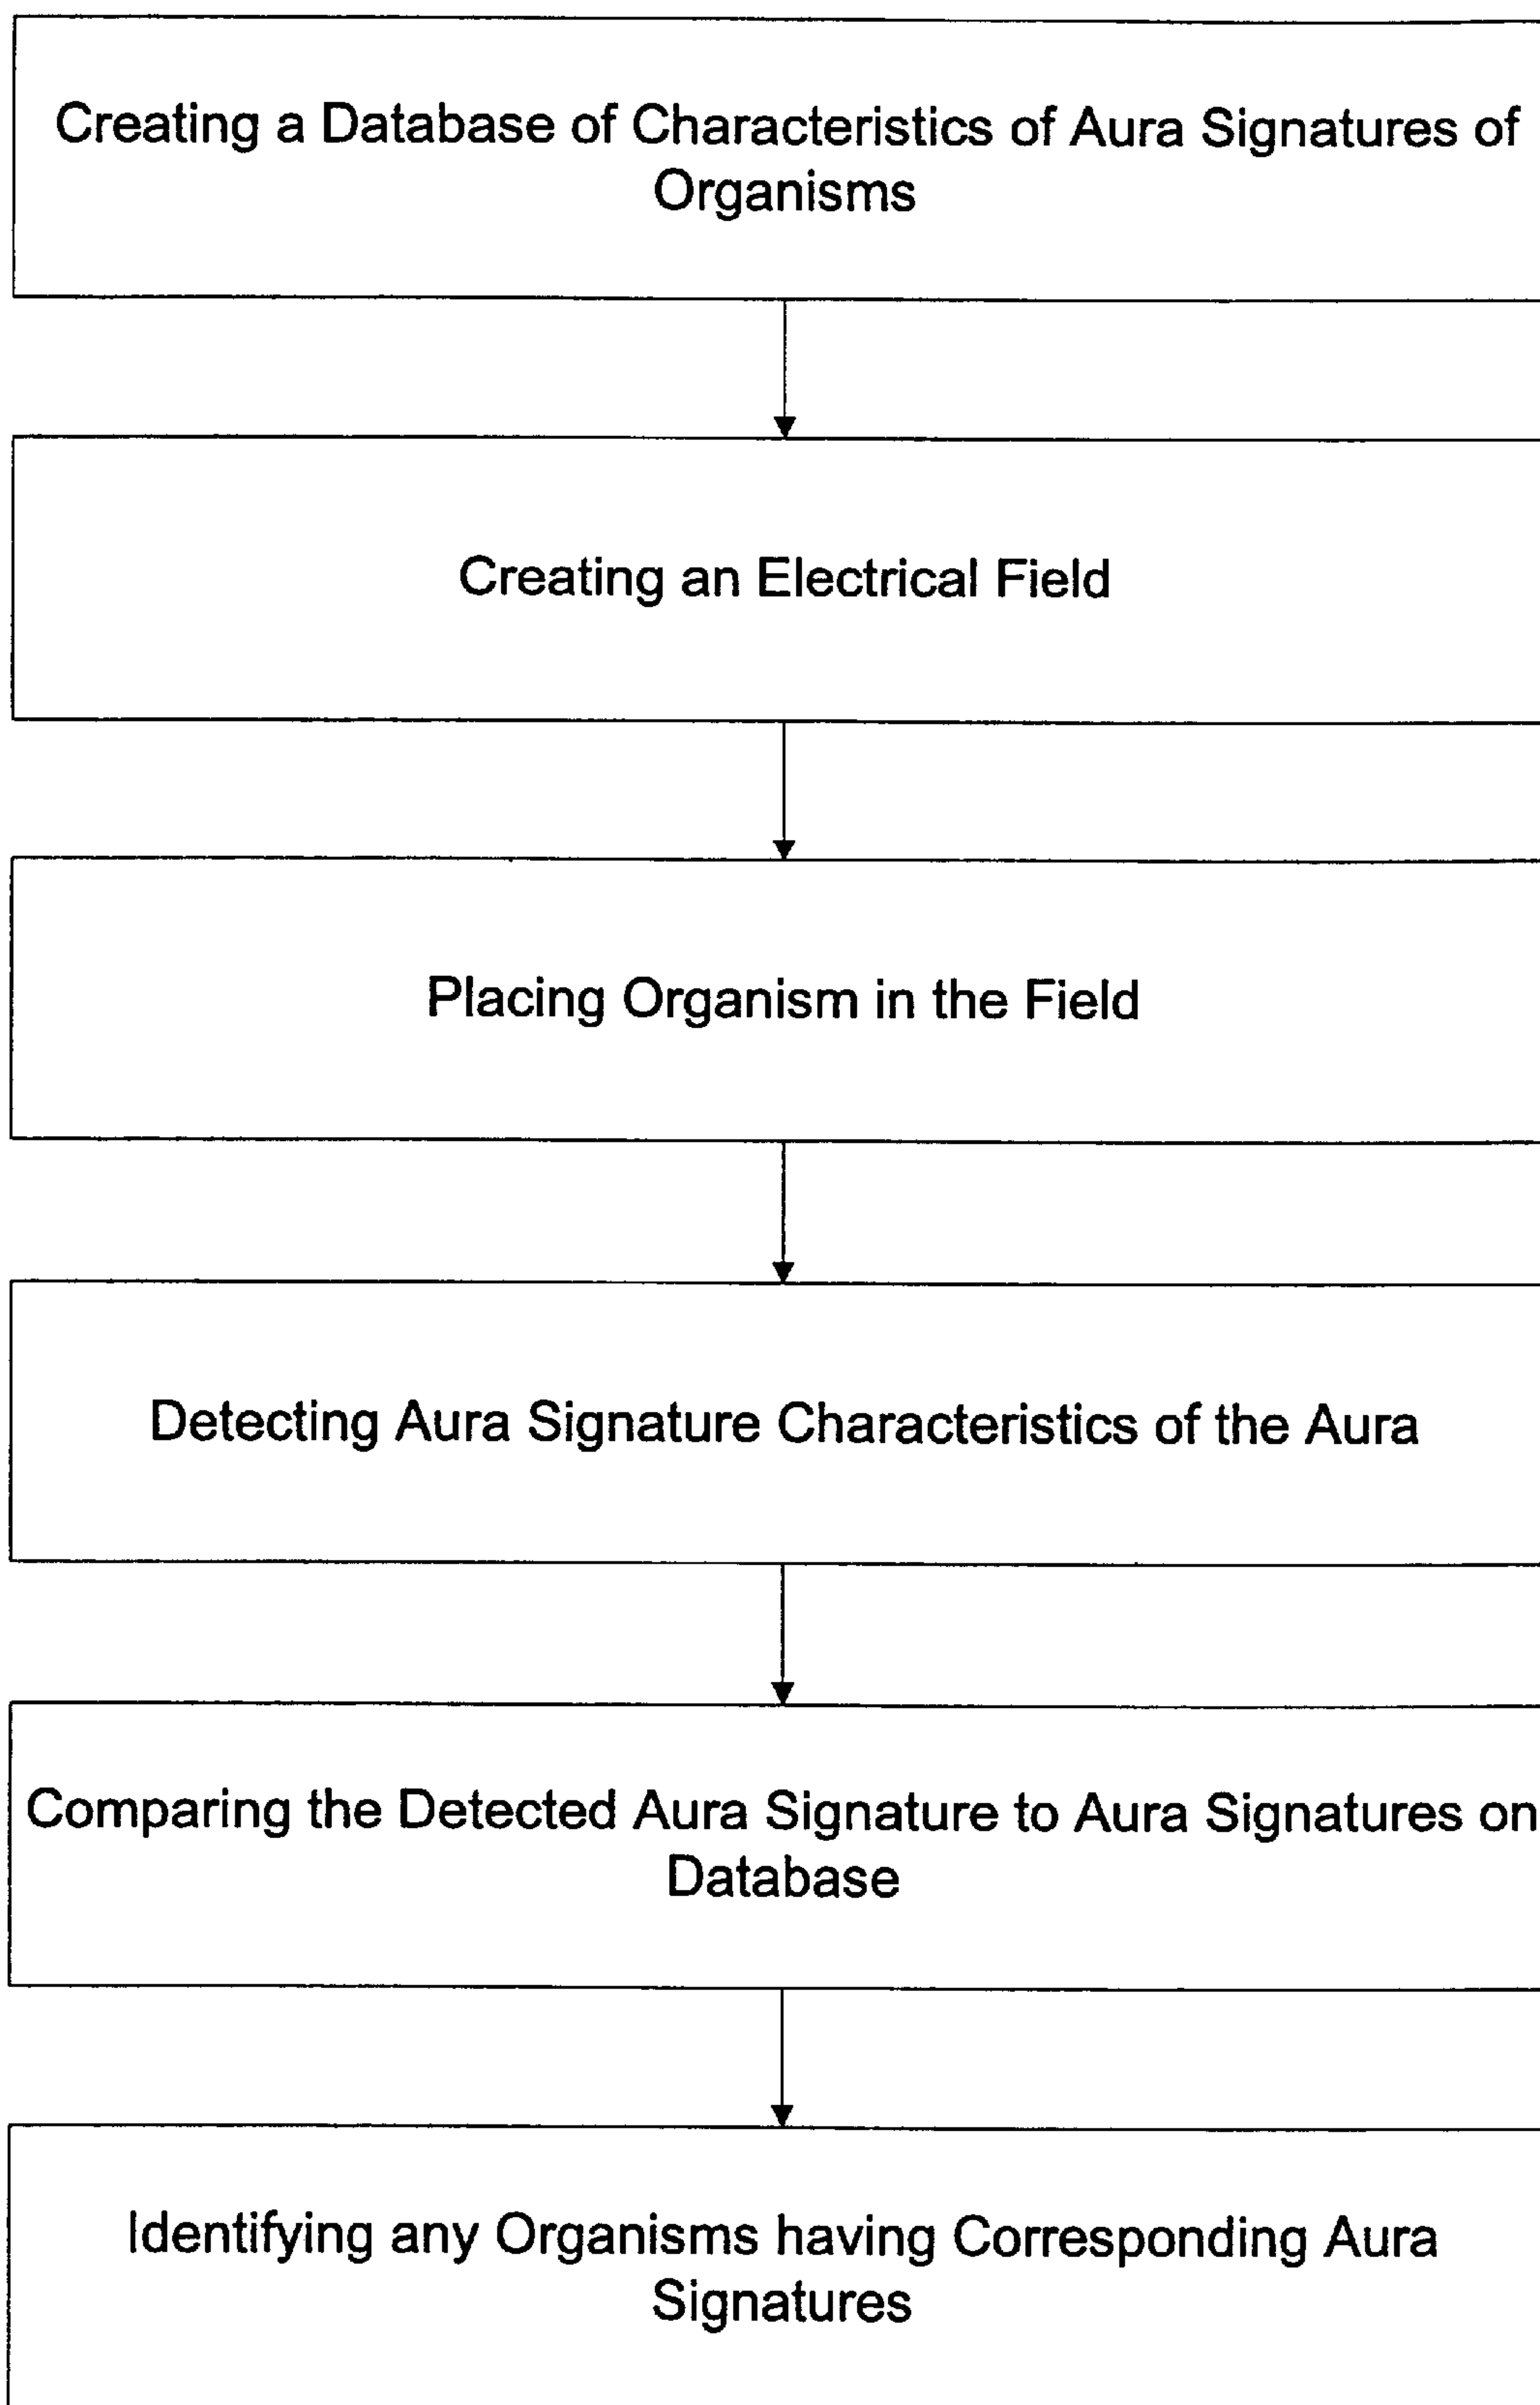 Creating a Database of Characteristics of Aura Signatures of
Organisms
Creating an Electrical Field
Placing Organism in the Field
Detecting Aura Signature Characteristics of the Aura
Comparing the Detected Aura Signature to Aura Signatures on
Database
Identifying any Organisms having Corresponding Aura
Signatures